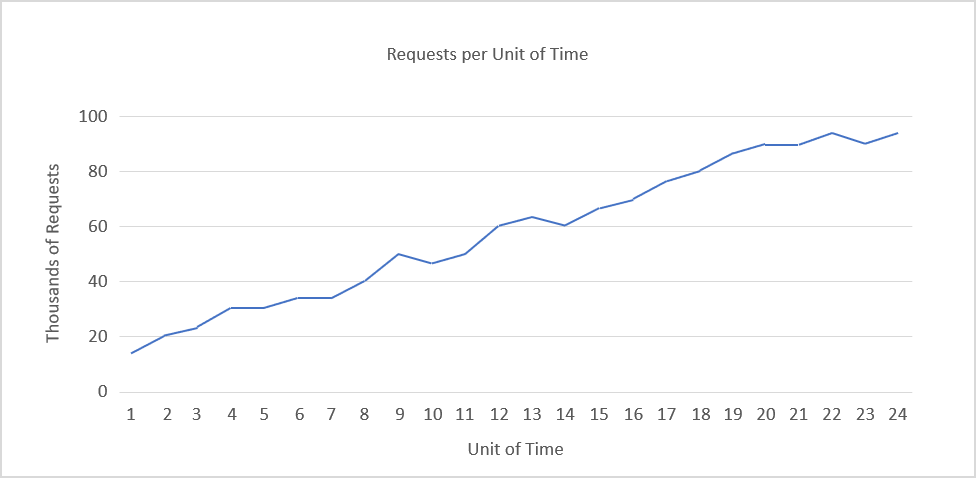 Requests per Unit of Time
Thousands of Requests
100
80
60
40
20
0
1 2 3 4 5 6 7 8 9 10 11 12 13 14 15 16 17 18 19 20 21 22 23 24
Unit of Time